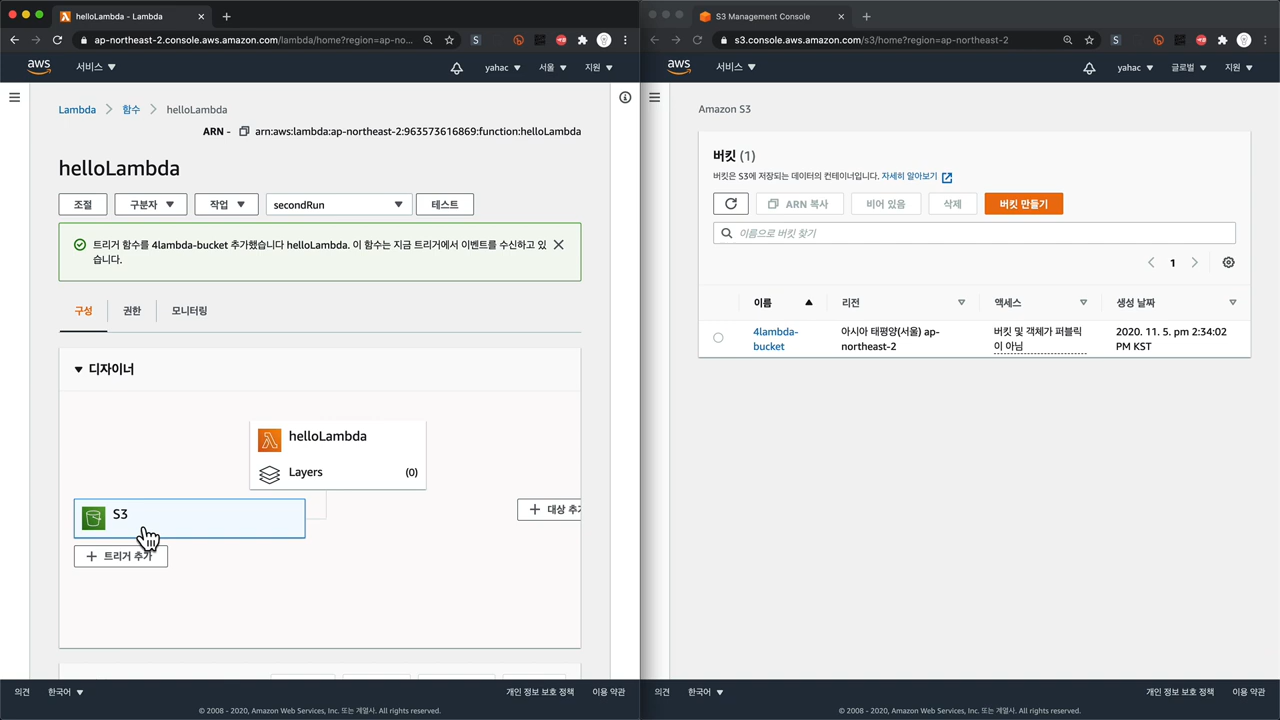 helloLambda - Lambda
ap-northeast-2.console.aws.amazon.com/lambda/home?region=ap-no...
aws
서비스
yahac
서울
지원
Lambda
함수
helloLambda
ARN -
arn:aws:lambda:ap-northeast-2:963573616869:function:helloLambda
helloLambda
조절
구분자
작업
secondRun
테스트
트리거 함수를 4lambda-bucket 추가했습니다 helloLambda. 이 함수는 지금 트리거에서 이벤트를 수신하고 있
습니다.
구성
권한
모니터링
디자이너
helloLambda
Layers
(0)
S3
트리거 추가
대상 추가
의견
한국어
개인 정보 보호 정책
이용 약관
© 2008 - 2020, Amazon Web Services, Inc. 또는 계열사. All rights reserved.
S3 Management Console
s3.console.aws.amazon.com/s3/home?region=ap-northeast-2
aws
서비스
yahac
글로벌
지원
Amazon S3
버킷 (1)
버킷은 S3에 저장되는 데이터의 컨테이너입니다. 자세히 알아보기
ARN 복사
비어 있음
삭제
버킷 만들기
이름으로 버킷 찾기
1
이름
리전
액세스
생성 날짜
4lambda-
bucket
아시아 태평양(서울) ap-
northeast-2
버킷 및 객체가 퍼블릭
이 아님
2020. 11. 5. pm 2:34:02
PM KST
의견
한국어
개인 정보 보호 정책
이용 약관
© 2008 - 2020, Amazon Web Services, Inc. 또는 계열사. All rights reserved.